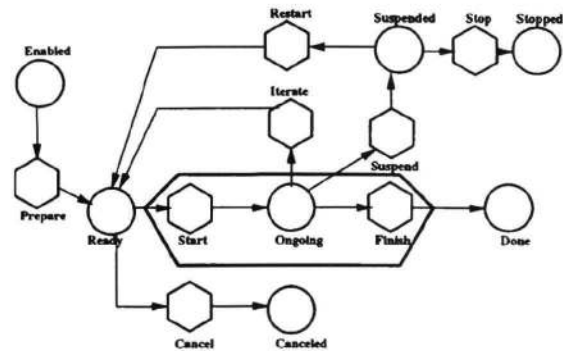 Restart
Suspended
Stop
Stopped
Enabled
Iterate
Suspend
Prepare
Ready
Start
Ongoing
Finish
Done
Cancel
Canceled